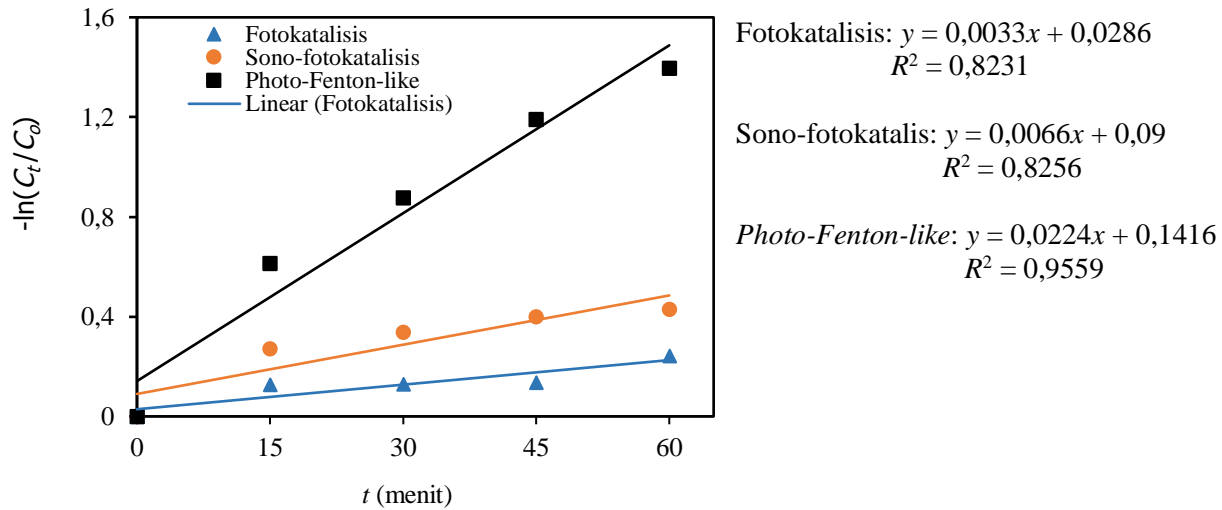 1,6
1,2
0,8
0,4
0
-ln(Cₜ/Cₒ)
Fotokatalisis
Sono-fotokatalisis
Photo-Fenton-like
Linear (Fotokatalisis)
0 15 30 45 60
t (menit)
Fotokatalisis: y = 0,0033x + 0,0286
R² = 0,8231
Sono-fotokatalis: y = 0,0066x + 0,09
R² = 0,8256
Photo-Fenton-like: y = 0,0224x + 0,1416
R² = 0,9559